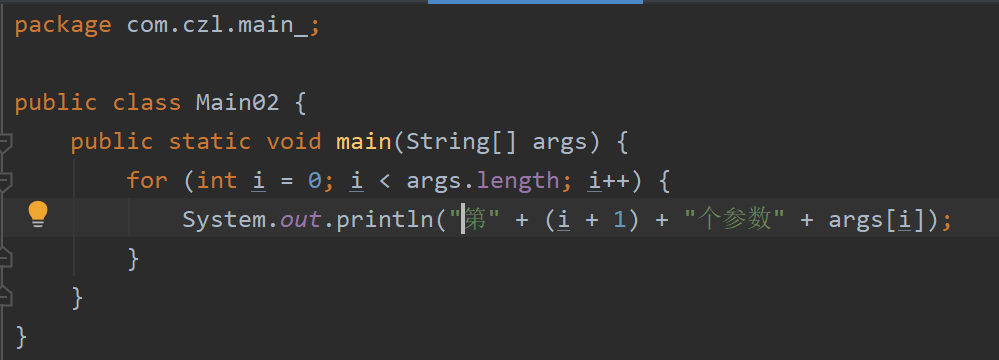 package com.czl.main_;
public class Main02 {
public static void main(String[] args) {
for (int i = 0; i < args.length; i++) {
System.out.println("第" + (i + 1) + "个参数" + args[i]);
}
}
}